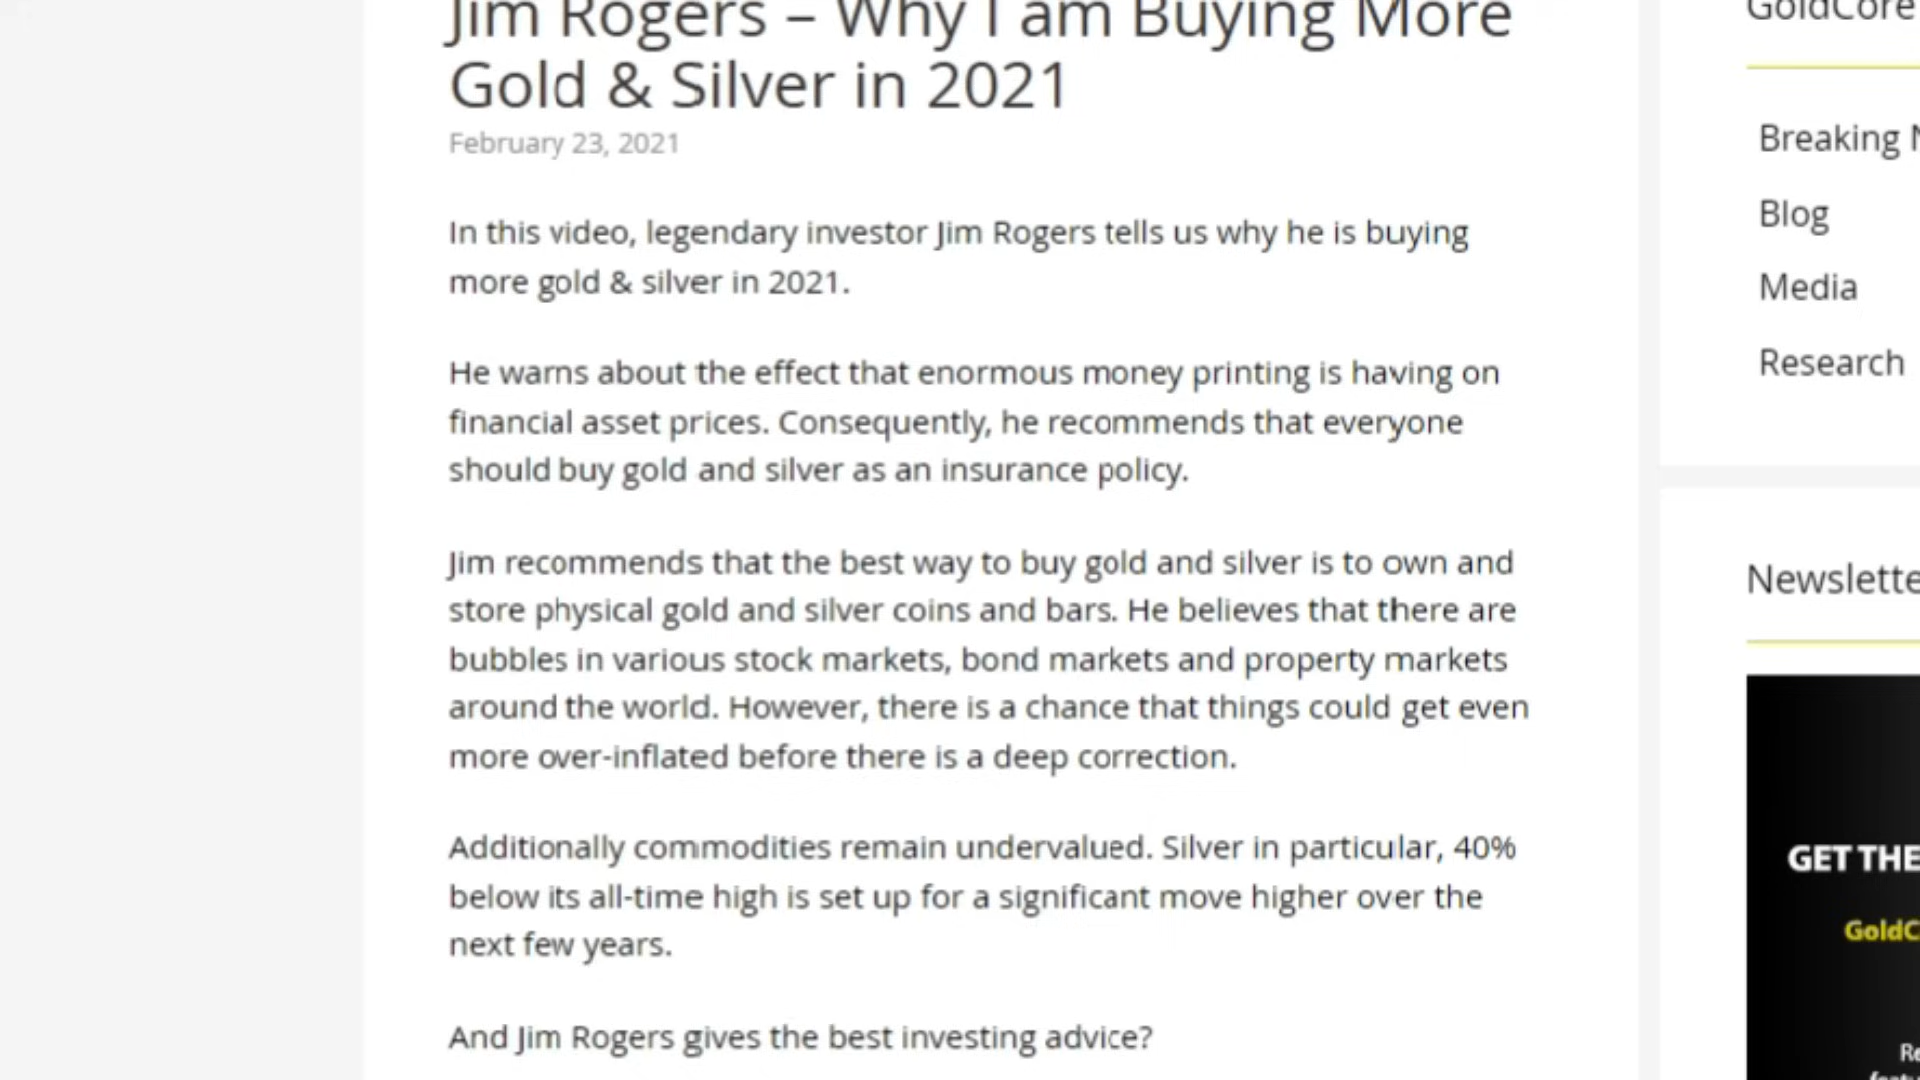 Jim Rogers – Why I am Buying More
Gold & Silver in 2021
February 23, 2021
In this video, legendary investor Jim Rogers tells us why he is buying
more gold & silver in 2021.
He warns about the effect that enormous money printing is having on
financial asset prices. Consequently, he recommends that everyone
should buy gold and silver as an insurance policy.
Jim recommends that the best way to buy gold and silver is to own and
store physical gold and silver coins and bars. He believes that there are
bubbles in various stock markets, bond markets and property markets
around the world. However, there is a chance that things could get even
more over-inflated before there is a deep correction.
Additionally commodities remain undervalued. Silver in particular, 40%
below its all-time high is set up for a significant move higher over the
next few years.
And Jim Rogers gives the best investing advice?
GoldCore
Breaking N
Blog
Media
Research
Newslette
GET THE
GoldC
Re